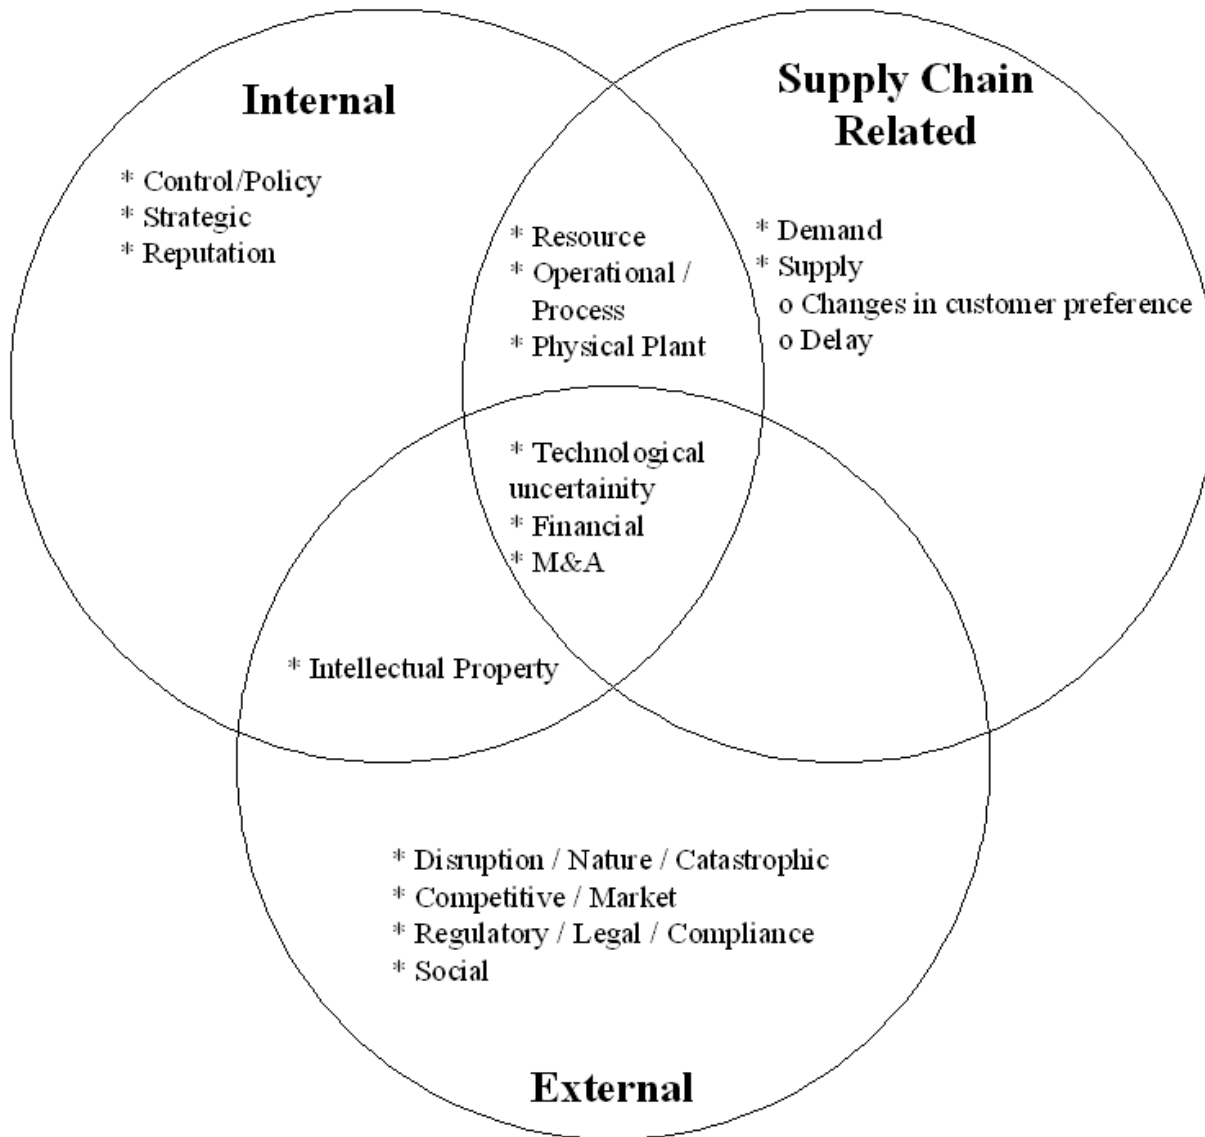 Internal
* Control/Policy
* Strategic
* Reputation
Supply Chain
Related
* Resource
* Operational /
Process
* Physical Plant
* Demand
* Supply
o Changes in customer preference
o Delay
* Technological
uncertainity
* Financial
* M&A
* Intellectual Property
* Disruption / Nature / Catastrophic
* Competitive / Market
* Regulatory / Legal / Compliance
* Social
External